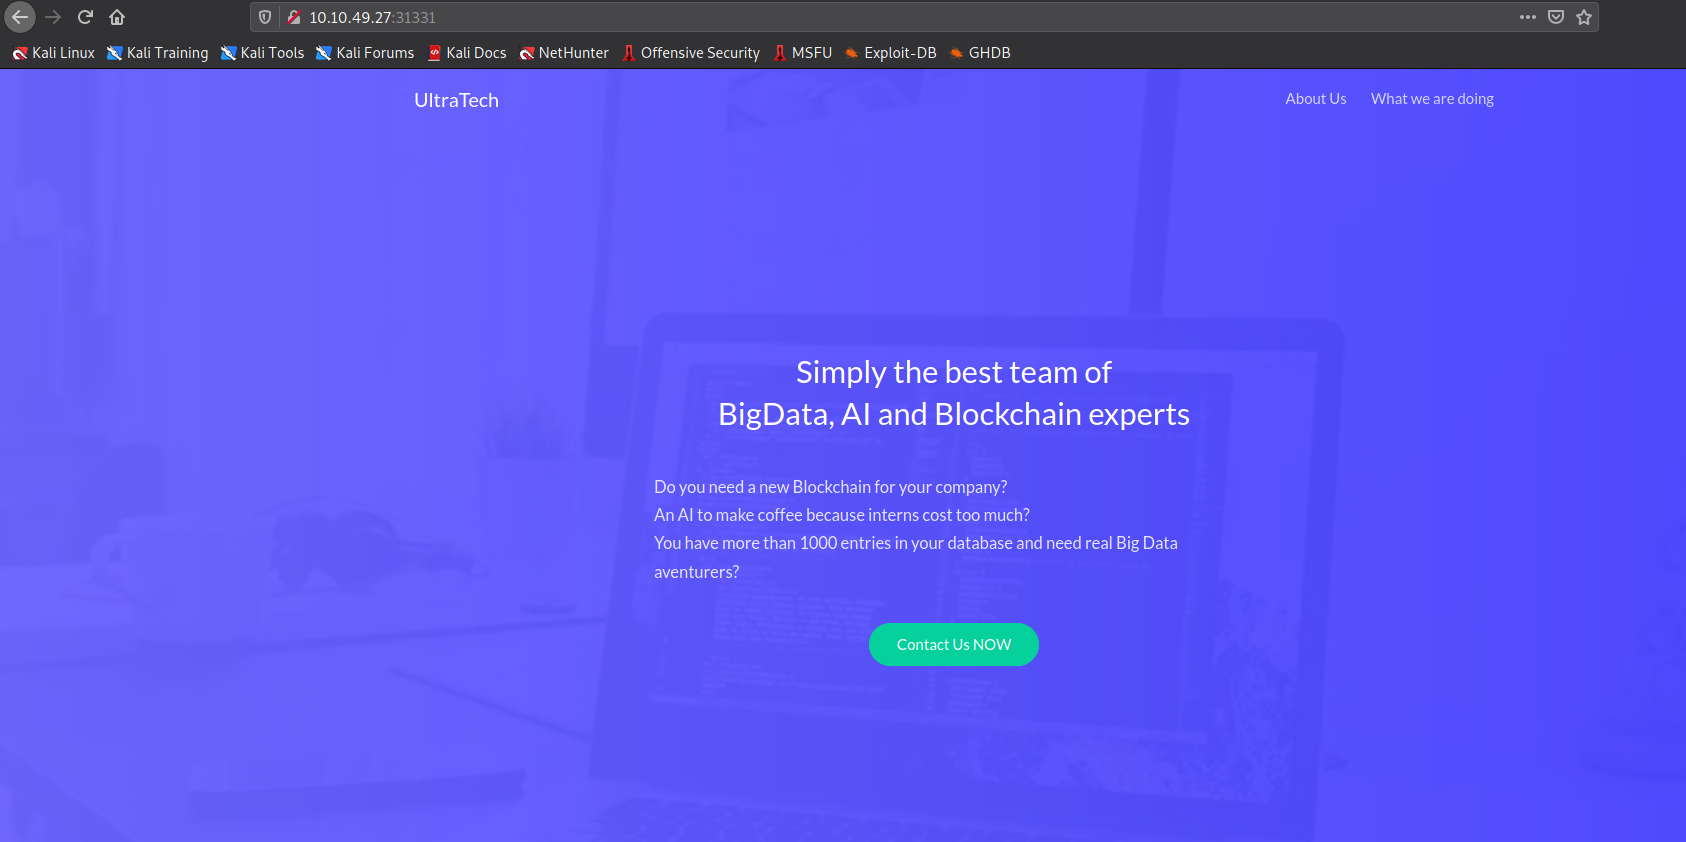 10.10.49.27:31331
Kali Linux Kali Training Kali Tools Kali Forums Kali Docs NetHunter Offensive Security MSFU Exploit-DB GHDB
UltraTech About Us What we are doing
Simply the best team of
BigData, AI and Blockchain experts
Do you need a new Blockchain for your company?
An AI to make coffee because interns cost too much?
You have more than 1000 entries in your database and need real Big Data
aventurers?
Contact Us NOW